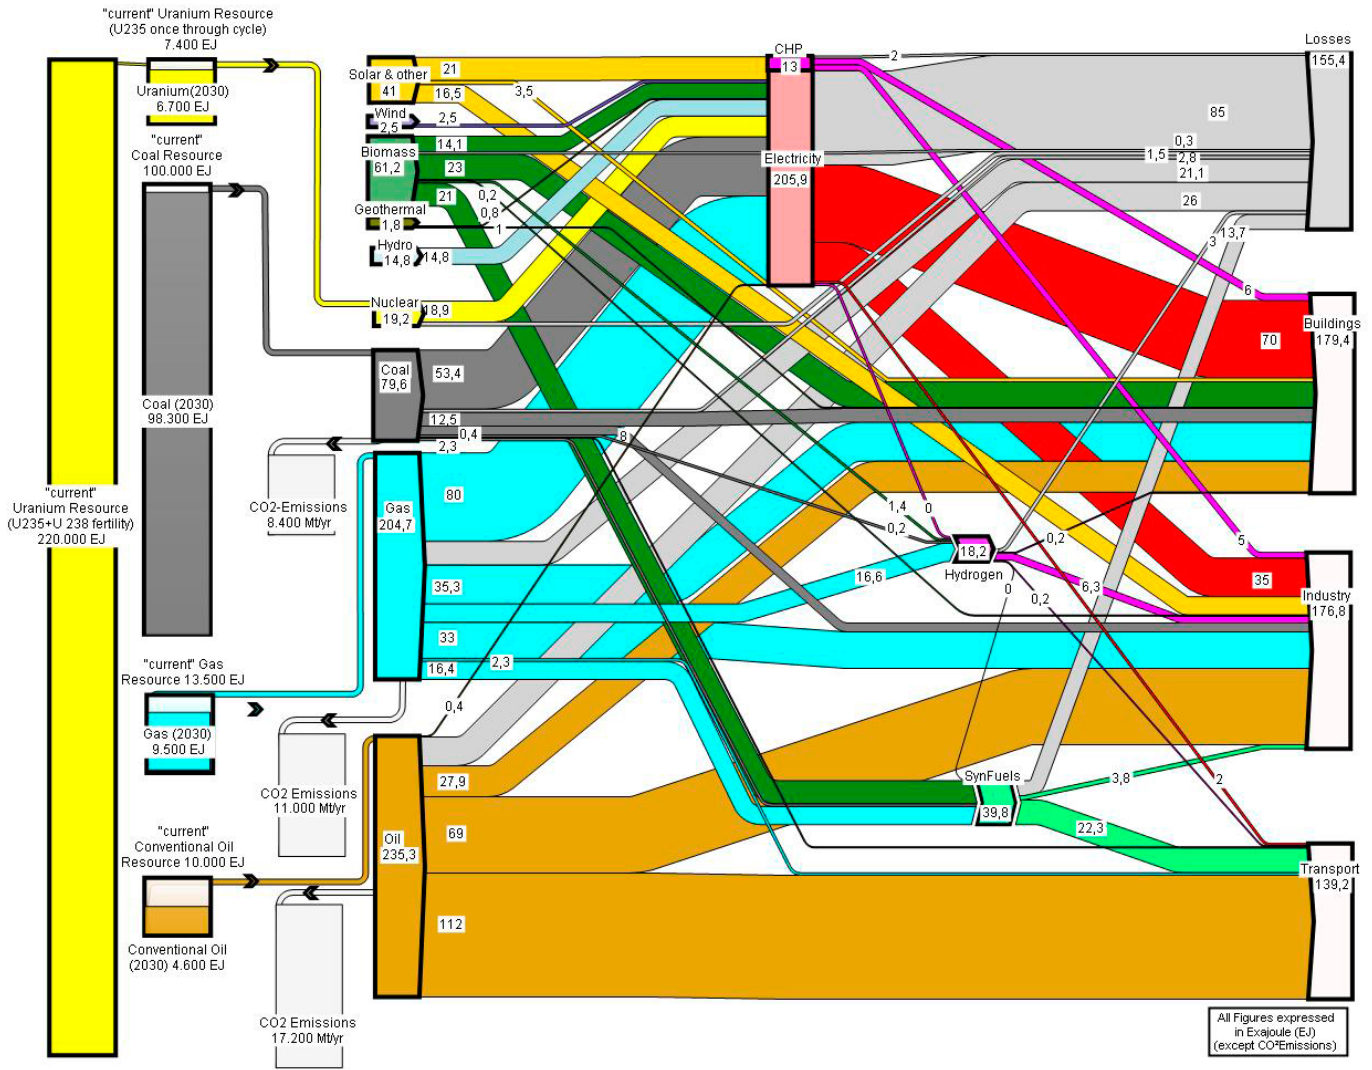 "current" Uranium Resource
(U235 once through cycle)
7.400 EJ
Uranium(2030)
6.700 EJ
"current"
Coal Resource
100.000 EJ
Coal (2030)
98.300 EJ
"current"
Uranium Resource
(U235+U 238 fertility)
220.000 EJ
"current" Gas
Resource 13.500 EJ
Gas (2030)
9.500 EJ
"current"
Conventional Oil
Resource 10.000 EJ
Conventional Oil
(2030) 4.600 EJ
CO2-Emissions
8.400 Mt/yr
CO2 Emissions
11.000 Mt/yr
CO2 Emissions
17.200 Mt/yr
Solar & other
41
Wind
2,5
Biomass
61,2
Geothermal
1,8
Hydro
14,8
Nuclear
19,2
Coal
79,6
Gas
204,7
Oil
235,3
21
16,5
3,5
2,5
14,1
23
21
0,2
0,8
1
14,8
18,9
53,4
12,5
0,4
2,3
8
80
35,3
33
16,4
2,3
0,4
27,9
69
112
CHP
13
Electricity
205,9
1,4
0
0,2
16,6
18,2
Hydrogen
0,2
6,3
0
0,2
SynFuels
39,8
3,8
22,3
2
2
85
0,3
1,5
2,8
21,1
26
3
13,7
6
70
5
35
Losses
155,4
Buildings
179,4
Industry
176,8
Transport
139,2
All Figures expressed
in Exajoule (EJ)
(except CO²Emissions)